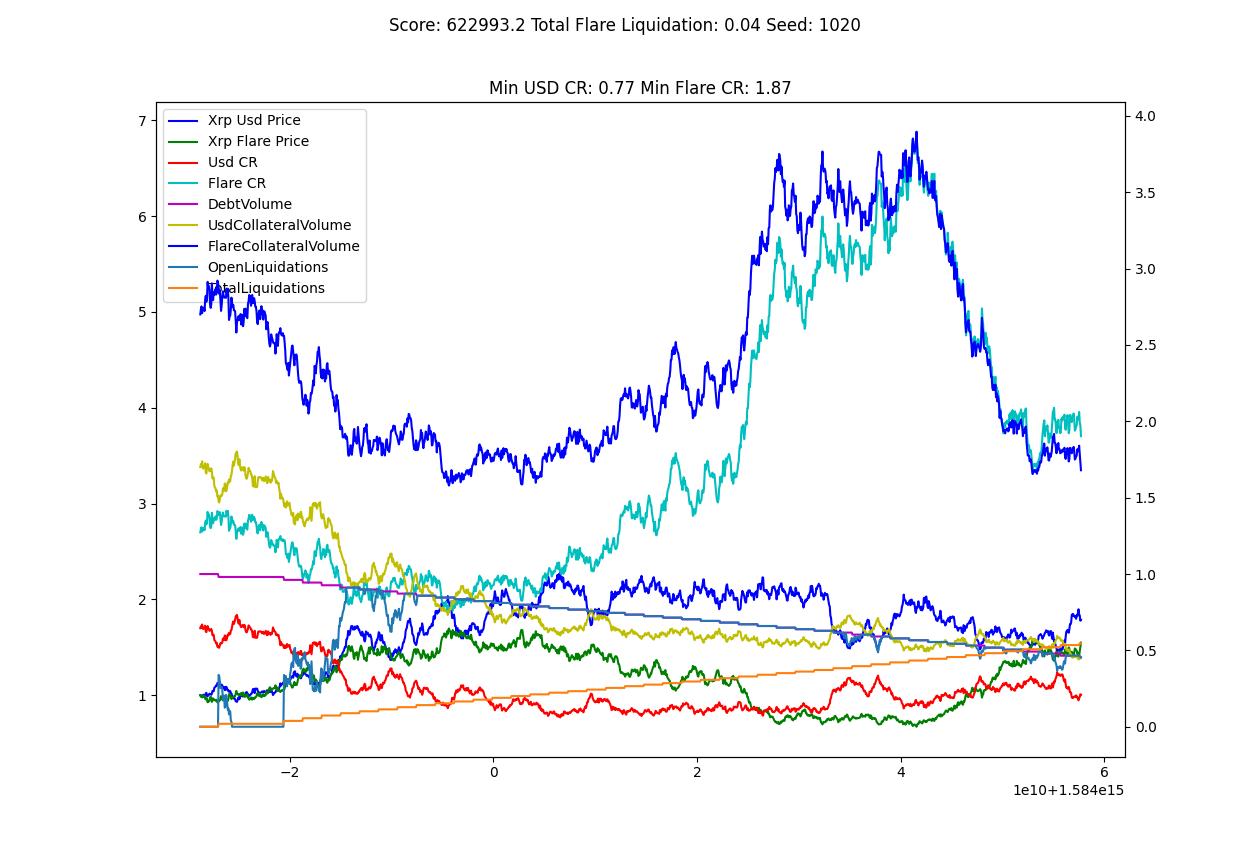 Score: 622993.2 Total Flare Liquidation: 0.04 Seed: 1020
Min USD CR: 0.77 Min Flare CR: 1.87
Xrp Usd Price
Xrp Flare Price
Usd CR
Flare CR
DebtVolume
UsdCollateralVolume
FlareCollateralVolume
OpenLiquidations
TotalLiquidations
7
6
5
4
3
2
1
4.0
3.5
3.0
2.5
2.0
1.5
1.0
0.5
0.0
−2 0 2 4 6
1e10+1.584e15